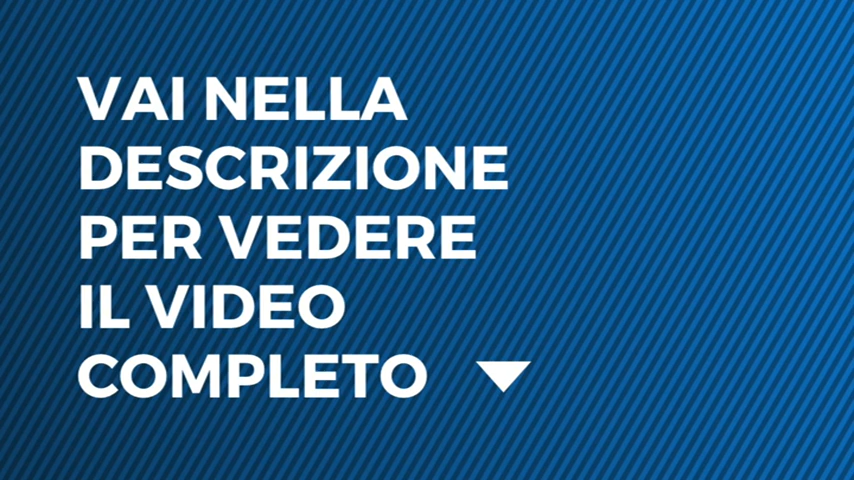 VAI NELLA
DESCRIZIONE
PER VEDERE
IL VIDEO
COMPLETO